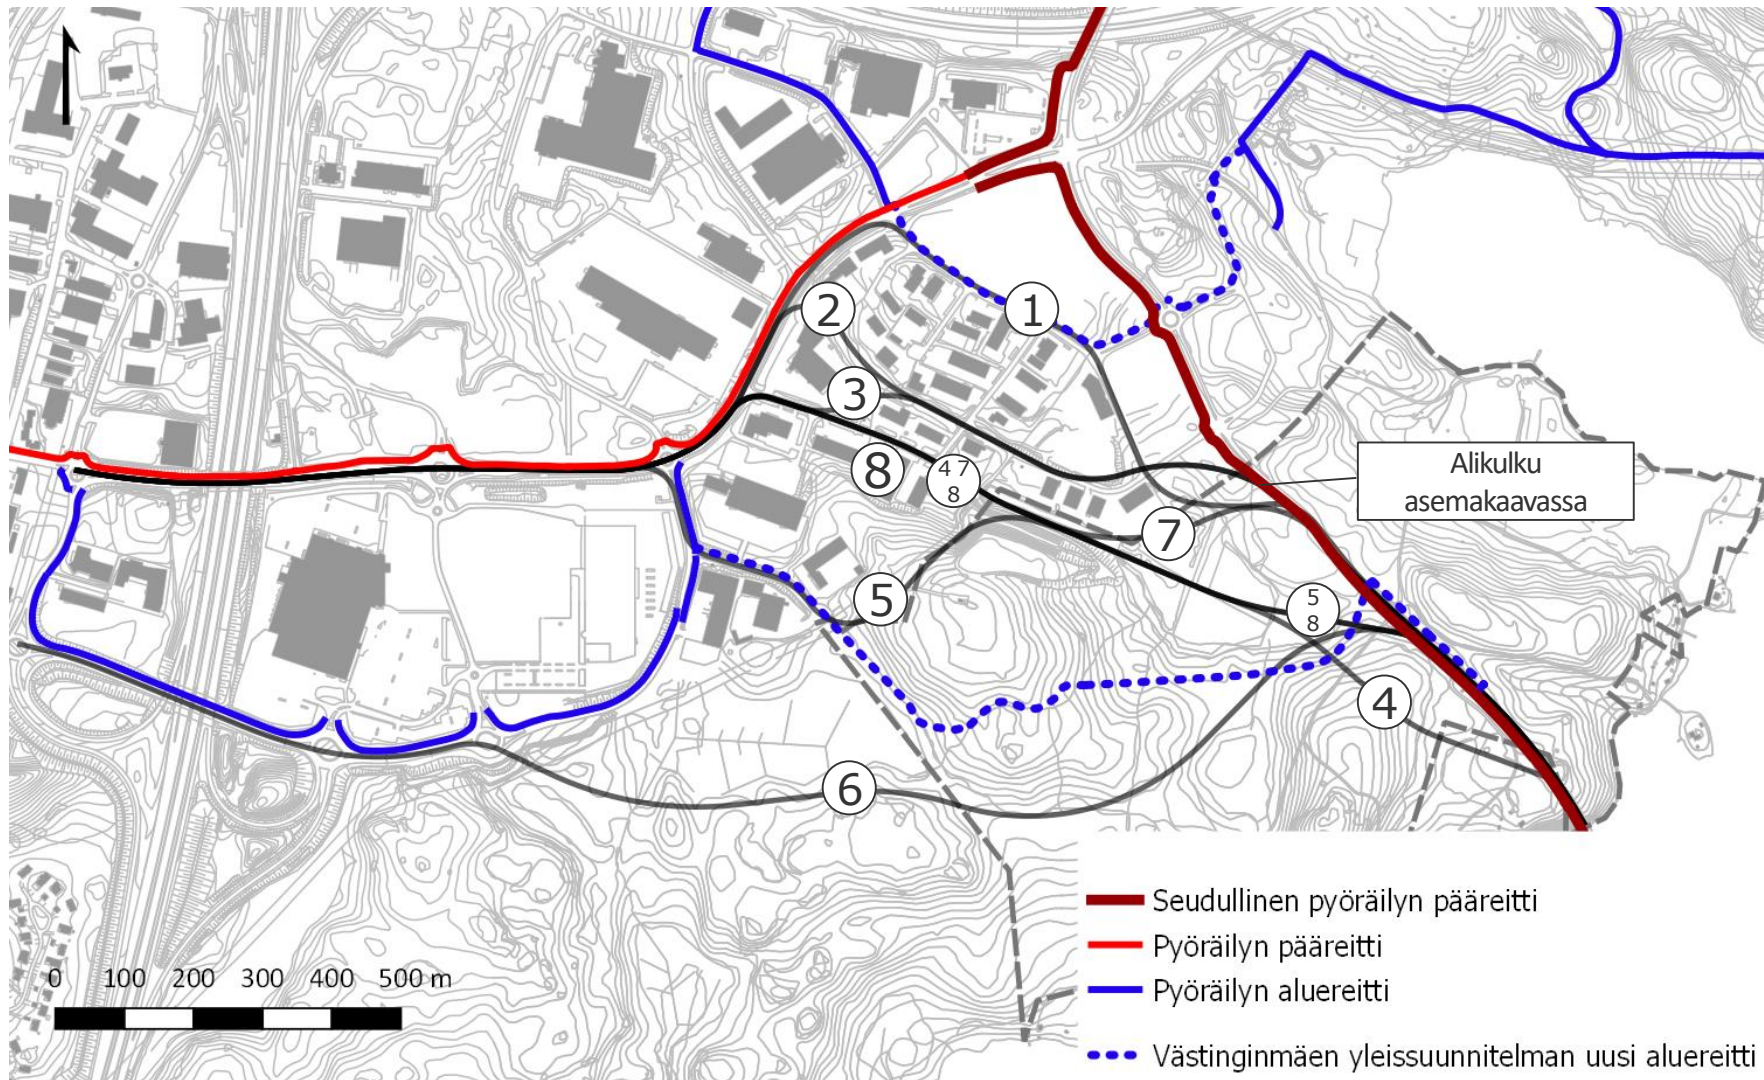 2
1
3
8
4 7
8
Alikulku
asemakaavassa
7
5
5
8
4
6
Seudullinen pyöräilyn pääreitti
Pyöräilyn pääreitti
0 100 200 300 400 500 m
Pyöräilyn aluereitti
Västinginmäen yleissuunnitelman uusi aluereitti